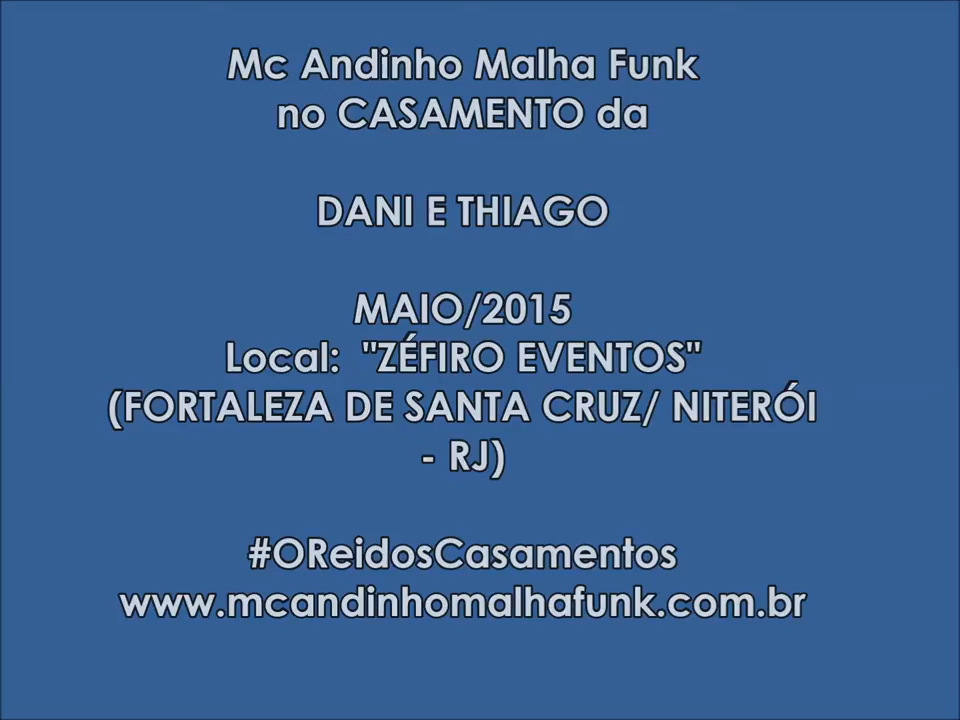 Mc Andinho Malha Funk
no CASAMENTO da
DANI E THIAGO
MAIO/2015
Local: "ZÉFIRO EVENTOS"
(FORTALEZA DE SANTA CRUZ/ NITERÓI
- RJ)
#OReidosCasamentos
www.mcandinhomalhafunk.com.br